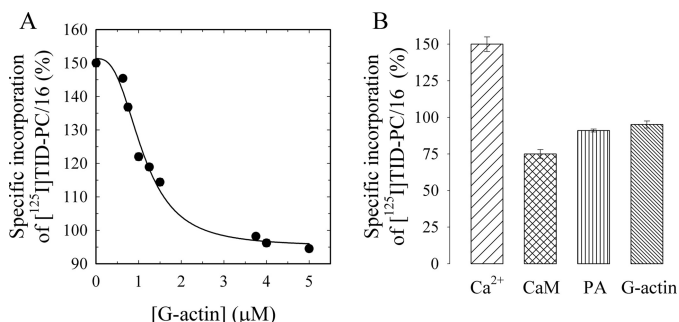 A
Specific incorporation
of [¹²⁵I]TID-PC/16 (%)
160
150
140
130
120
110
100
90
0
1
2
3
4
5
[G-actin] (μM)
B
Specific incorporation
of [¹²⁵I]TID-PC/16 (%)
150
125
100
75
50
25
0
Ca²⁺ CaM PA G-actin